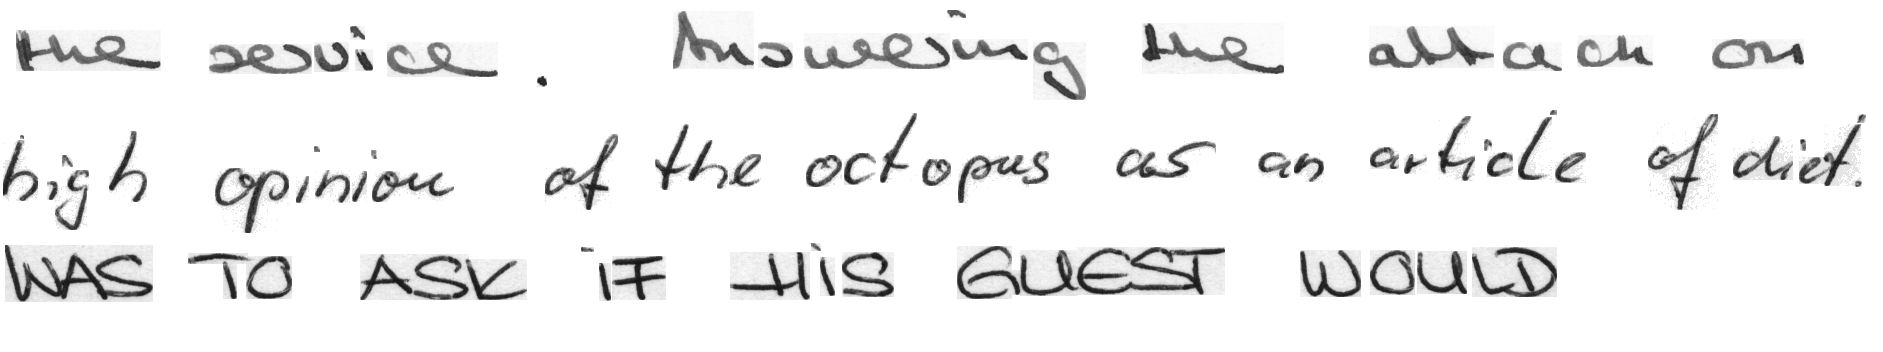 the service. Answering the attack on
high opinion of the octopus as an article of diet.
WAS TO ASK iF HiS GUEST WOULD